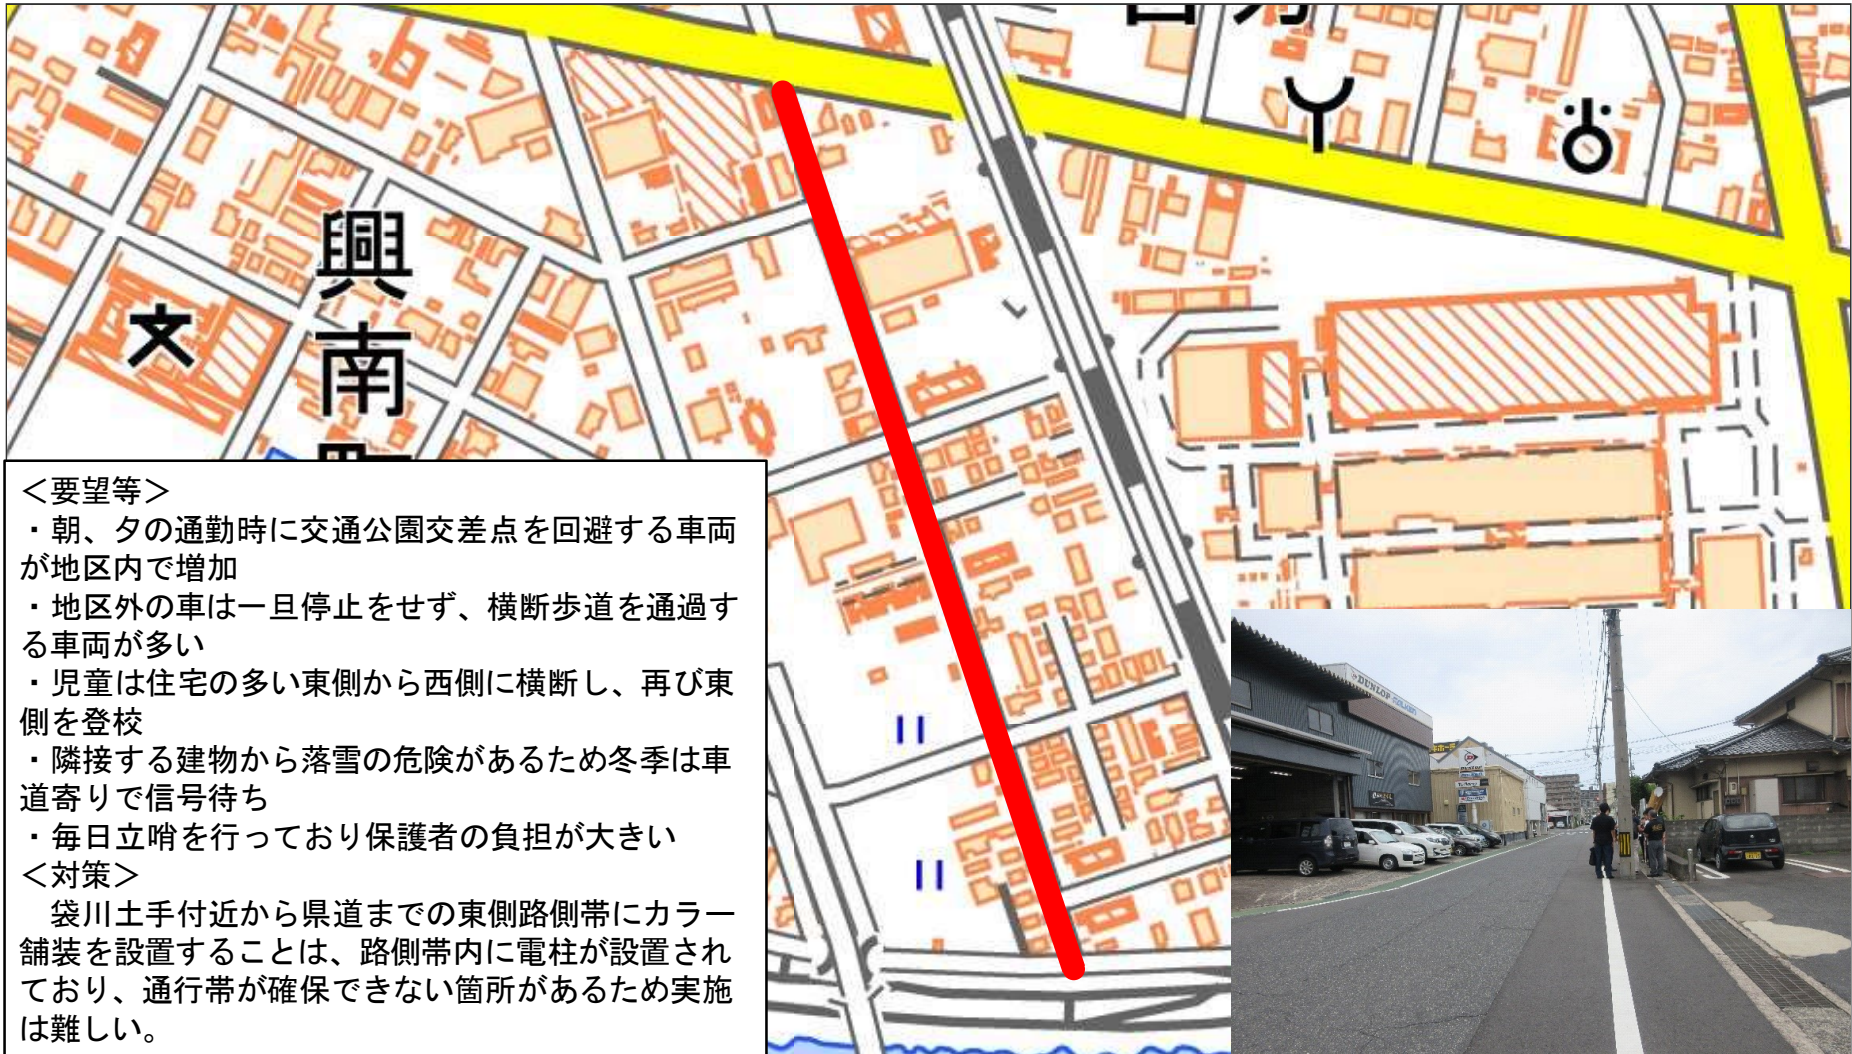 興南町
<要望等>
・朝、夕の通勤時に交通公園交差点を回避する車両
が地区内で増加
・地区外の車は一旦停止をせず、横断歩道を通過す
る車両が多い
・児童は住宅の多い東側から西側に横断し、再び東
側を登校
・隣接する建物から落雪の危険があるため冬季は車
道寄りで信号待ち
・毎日立哨を行っており保護者の負担が大きい
<対策>
　袋川土手付近から県道までの東側路側帯にカラー
舗装を設置することは、路側帯内に電柱が設置され
ており、通行帯が確保できない箇所があるため実施
は難しい。
DUNLOP